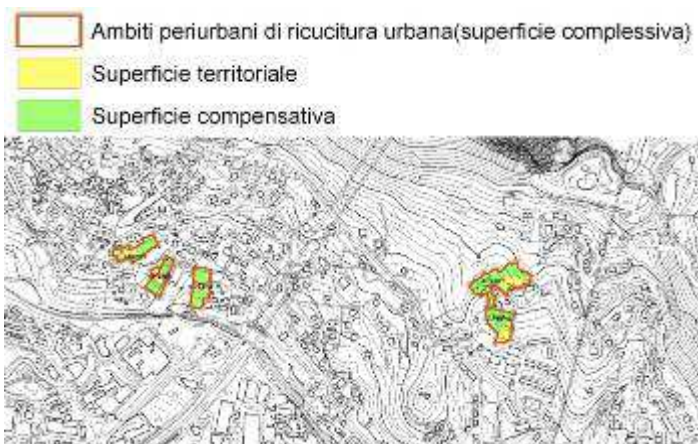 Ambiti periurbani di ricucitura urbana(superficie complessiva)
Superficie territoriale
Superficie compensativa